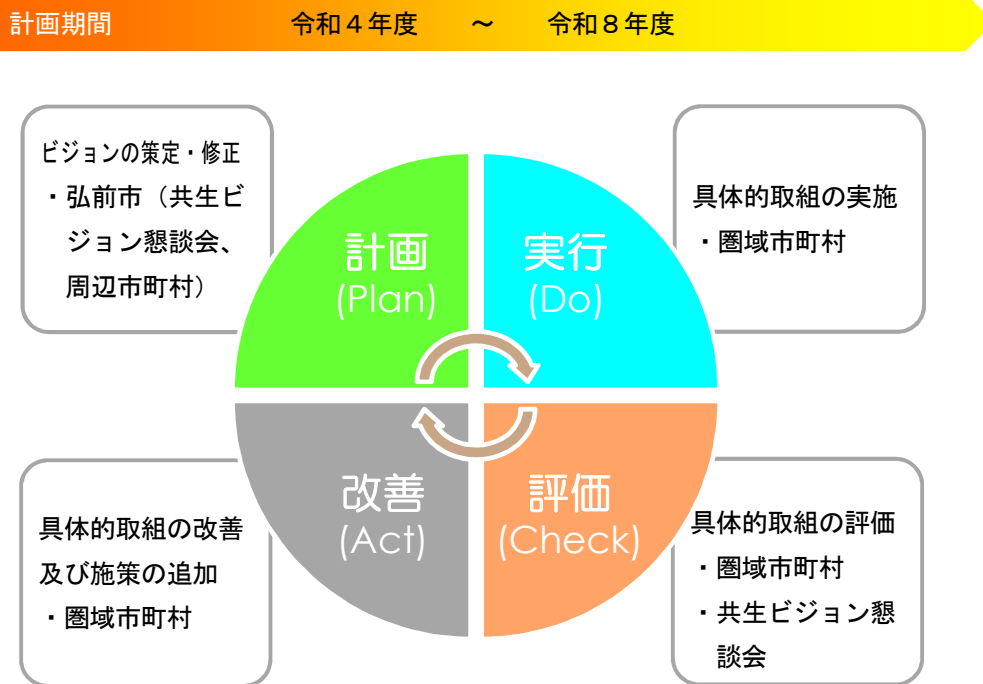 計画期間 令和４年度 ～ 令和８年度
ビジョンの策定・修正
・弘前市（共生ビ
ジョン懇談会、
周辺市町村）
計画
(Plan)
実行
(Do)
具体的取組の実施
・圏域市町村
具体的取組の改善
及び施策の追加
・圏域市町村
改善
(Act)
評価
(Check)
具体的取組の評価
・圏域市町村
・共生ビジョン懇
談会